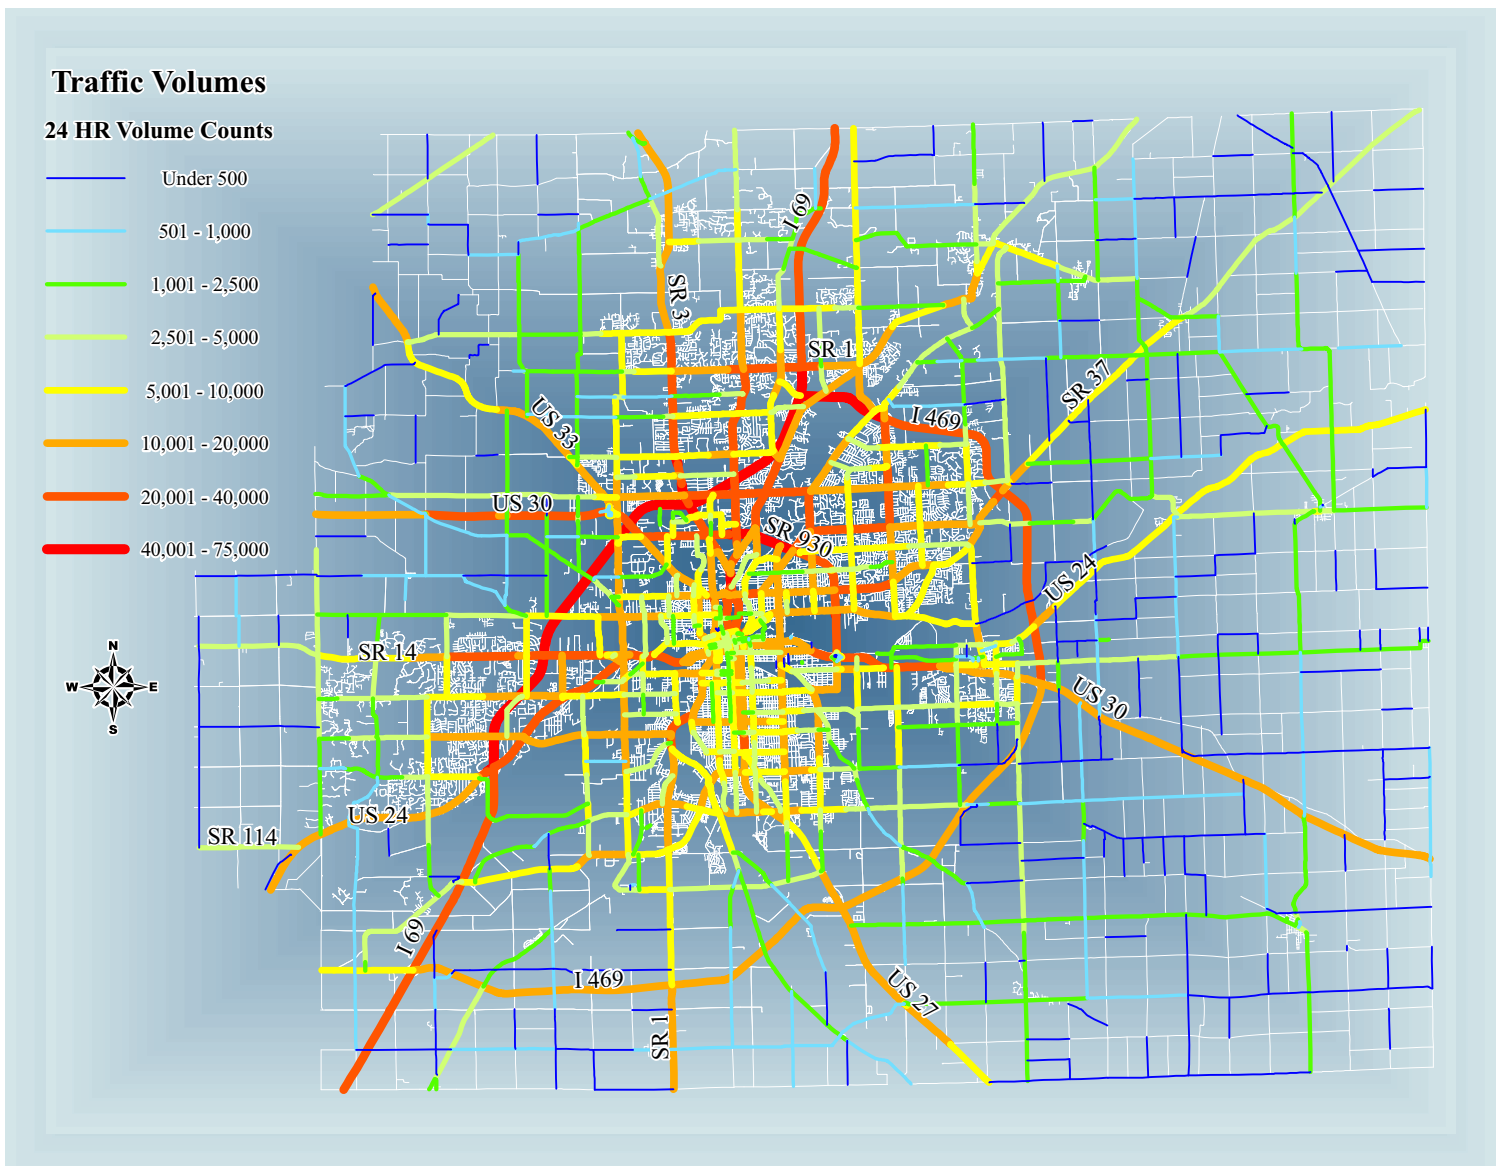 Traffic Volumes
24 HR Volume Counts
Under 500
501 - 1,000
1,001 - 2,500
2,501 - 5,000
5,001 - 10,000
10,001 - 20,000
20,001 - 40,000
40,001 - 75,000
I 69
SR 3
SR 1
SR 37
I 469
US 33
US 30
SR 930
US 24
N
W E
S
SR 14
US 30
US 24
SR 114
I 69
I 469
US 27
SR 1